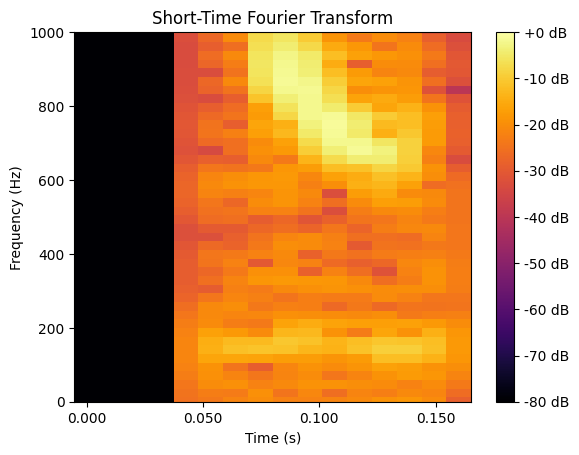 Short-Time Fourier Transform
Frequency (Hz)
1000
800
600
400
200
0
0.000
0.050
0.100
0.150
Time (s)
+0 dB
-10 dB
-20 dB
-30 dB
-40 dB
-50 dB
-60 dB
-70 dB
-80 dB